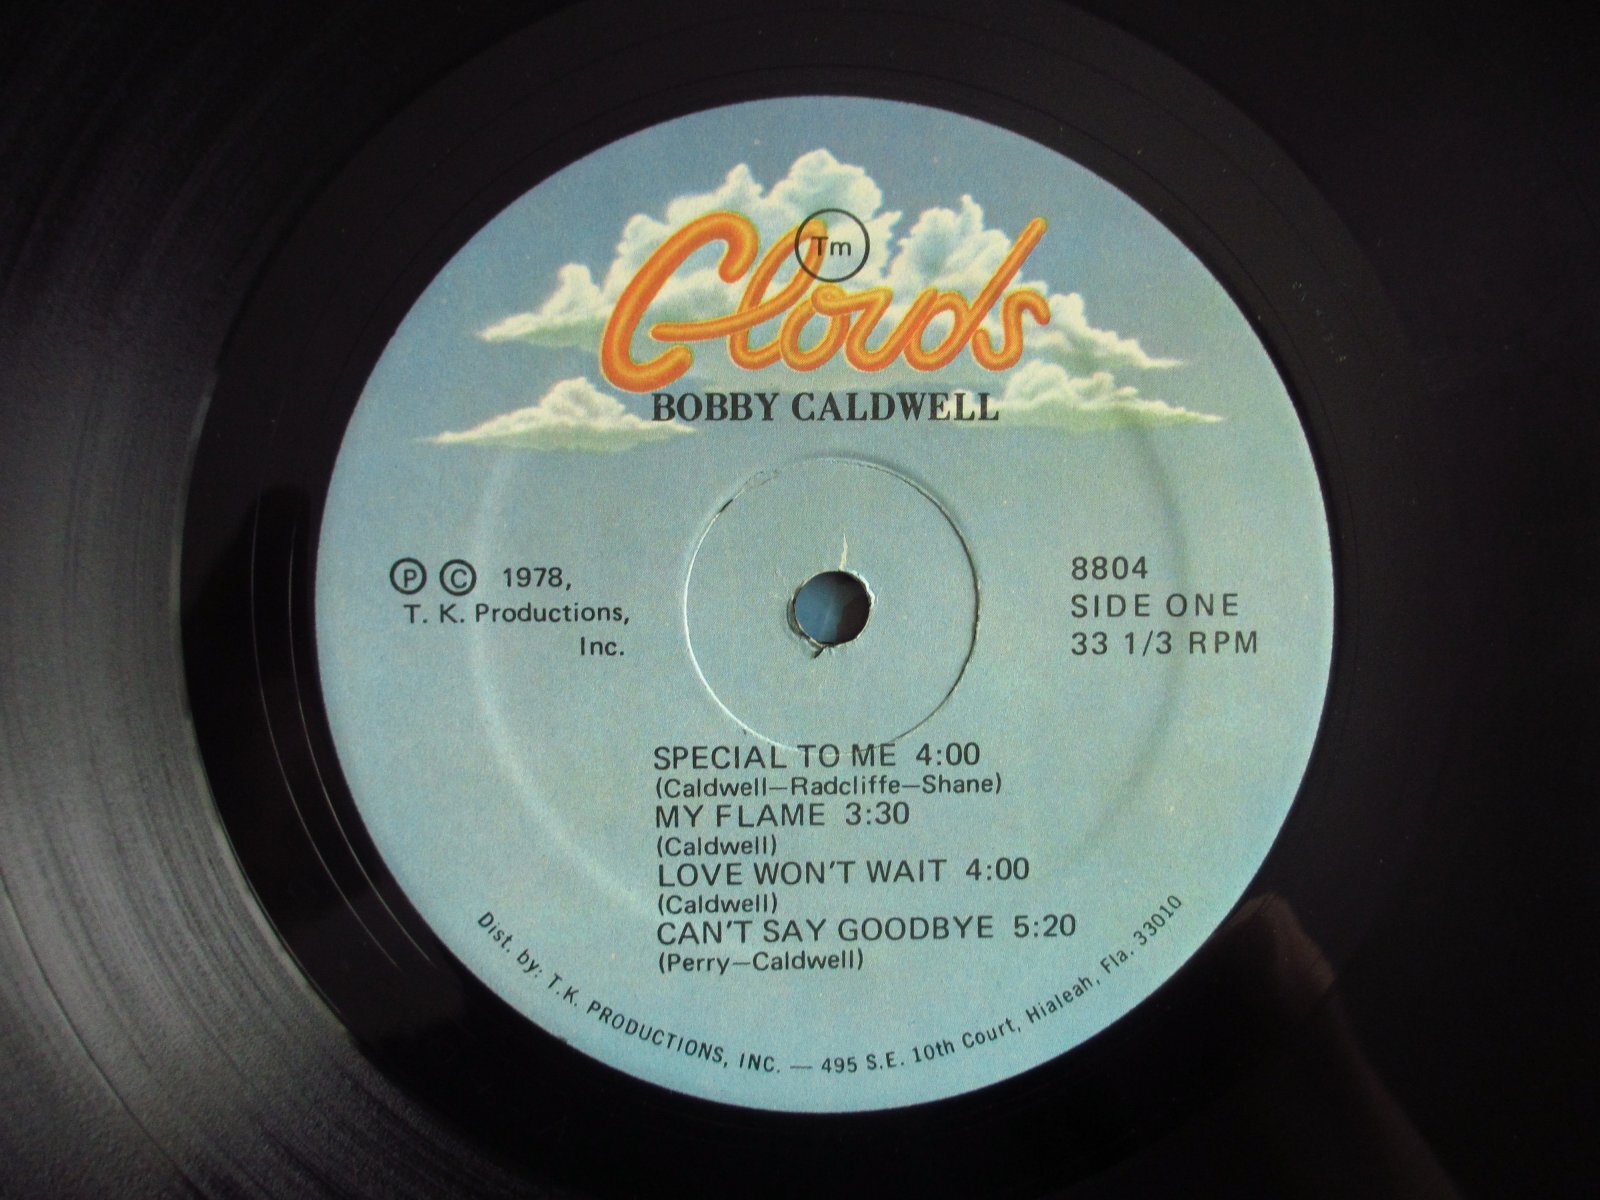 Clouds
Tm
BOBBY CALDWELL
Ⓟ © 1978,
T. K. Productions,
Inc.
8804
SIDE ONE
33 1/3 RPM
SPECIAL TO ME 4:00
(Caldwell—Radcliffe—Shane)
MY FLAME 3:30
(Caldwell)
LOVE WON'T WAIT 4:00
(Caldwell)
CAN'T SAY GOODBYE 5:20
(Perry—Caldwell)
Dist. by: T.K. PRODUCTIONS, INC. — 495 S.E. 10th Court, Hialeah, Fla. 33010